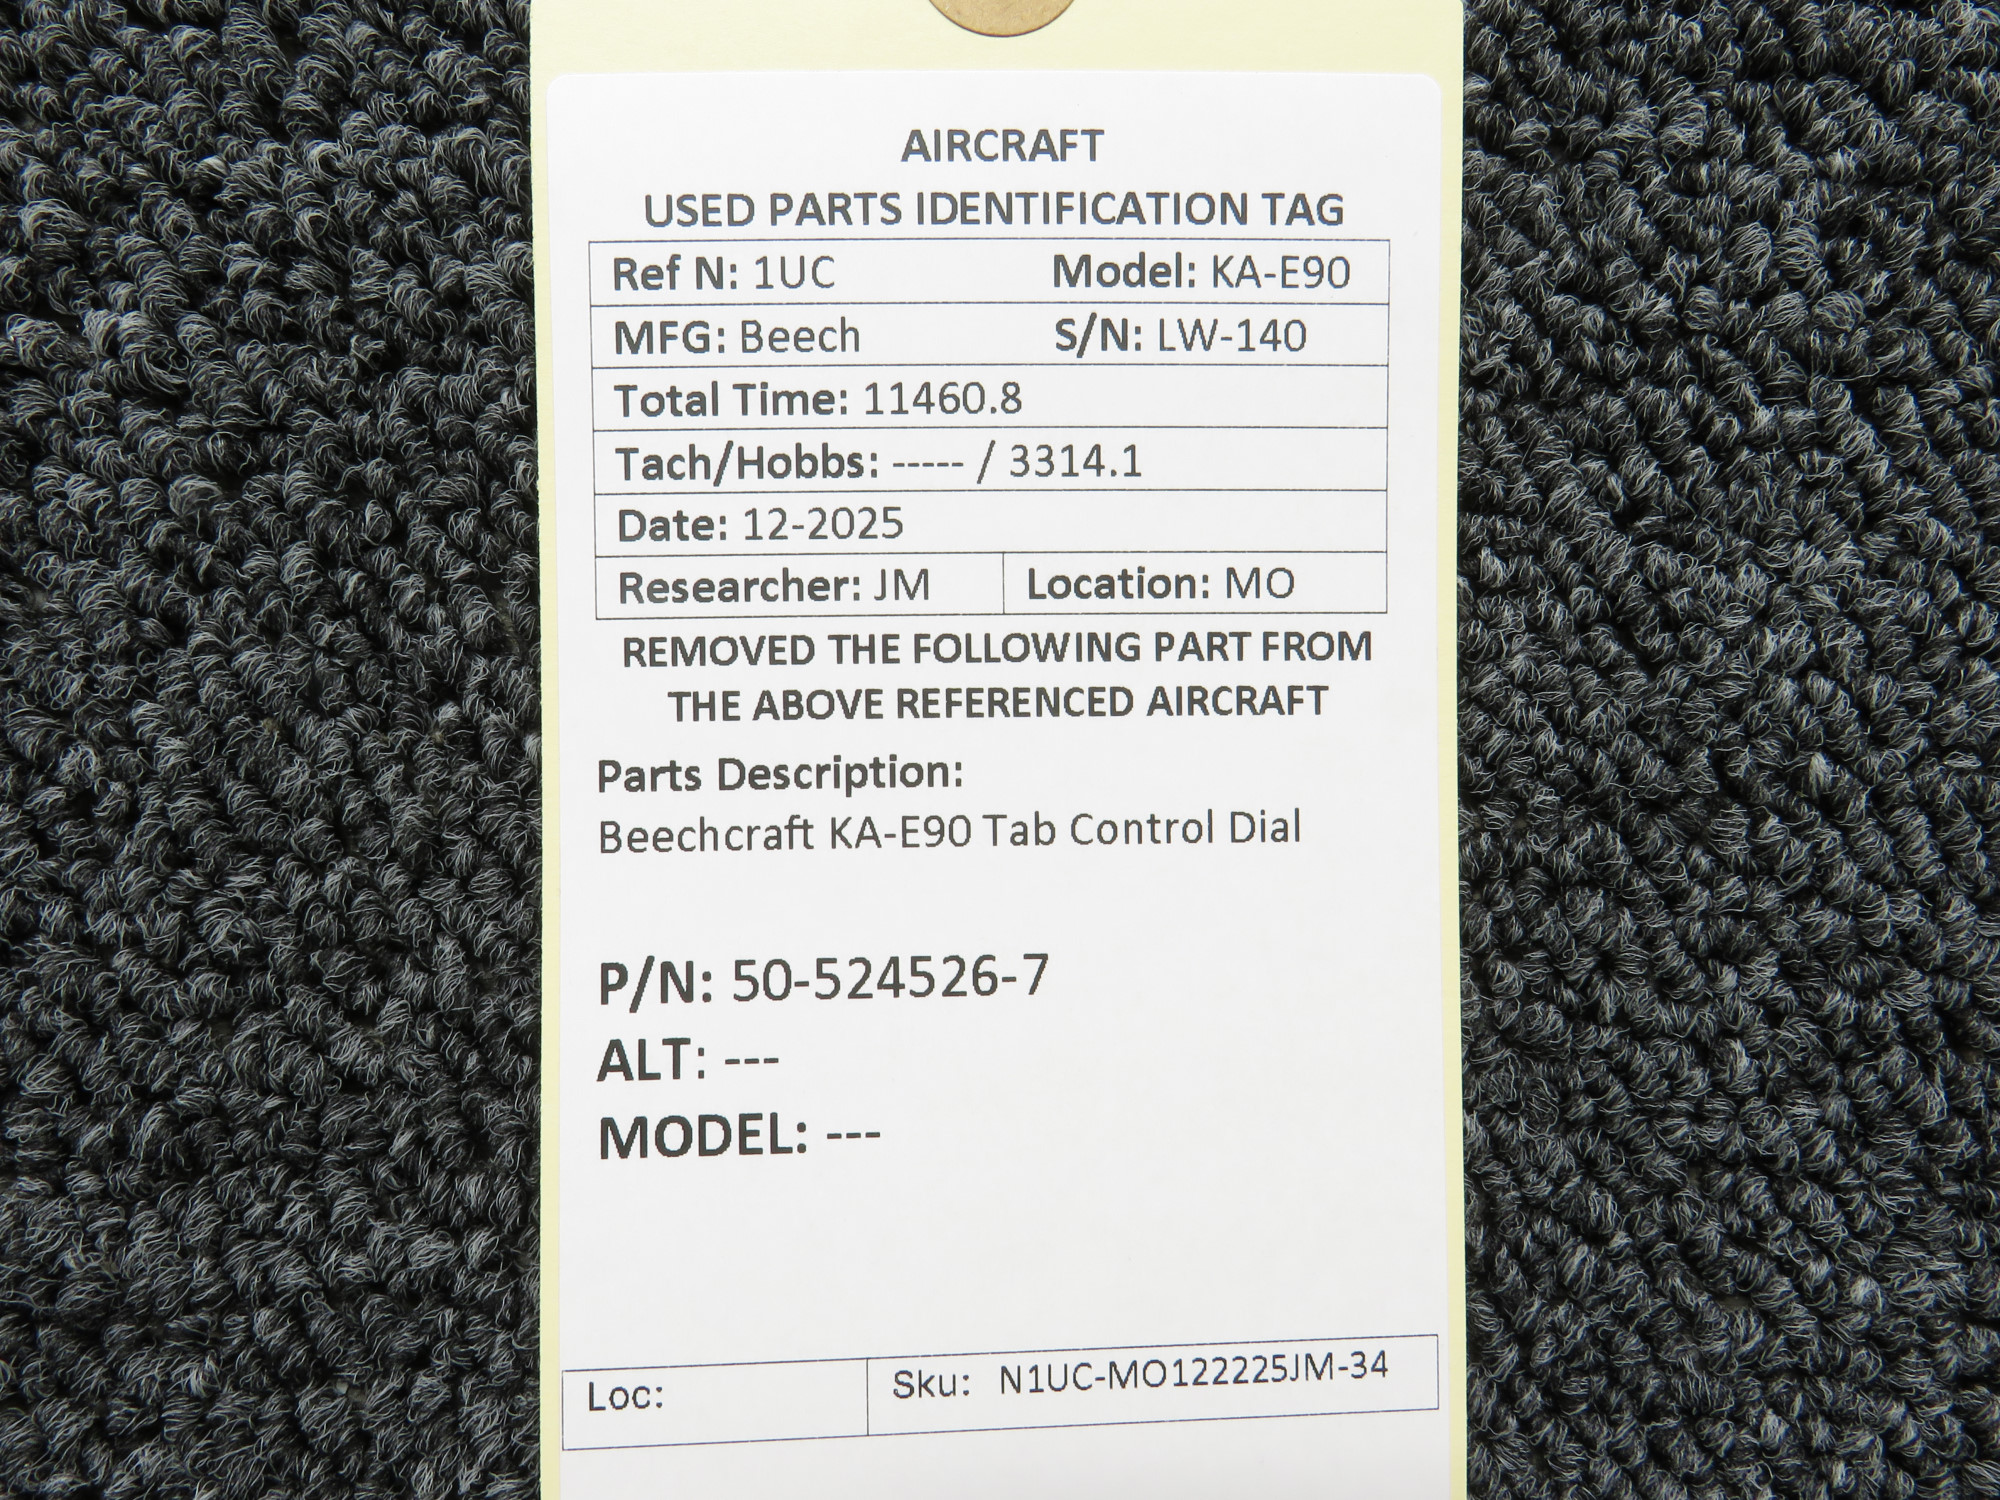 AIRCRAFT
USED PARTS IDENTIFICATION TAG
Ref N: 1UC Model: KA-E90
MFG: Beech S/N: LW-140
Total Time: 11460.8
Tach/Hobbs: ----- / 3314.1
Date: 12-2025
Researcher: JM Location: MO
REMOVED THE FOLLOWING PART FROM
THE ABOVE REFERENCED AIRCRAFT
Parts Description:
Beechcraft KA-E90 Tab Control Dial
P/N: 50-524526-7
ALT: ---
MODEL: ---
Loc: Sku: N1UC-MO122225JM-34